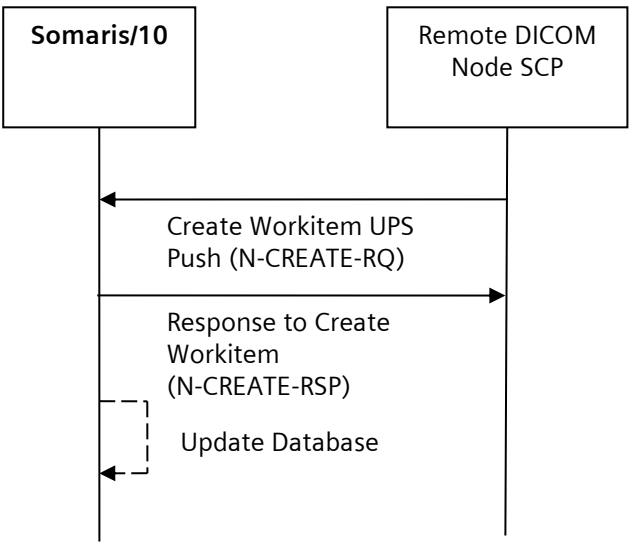 Somaris/10
Remote DICOM
Node SCP
Create Workitem UPS
Push (N-CREATE-RQ)
Response to Create
Workitem
(N-CREATE-RSP)
Update Database